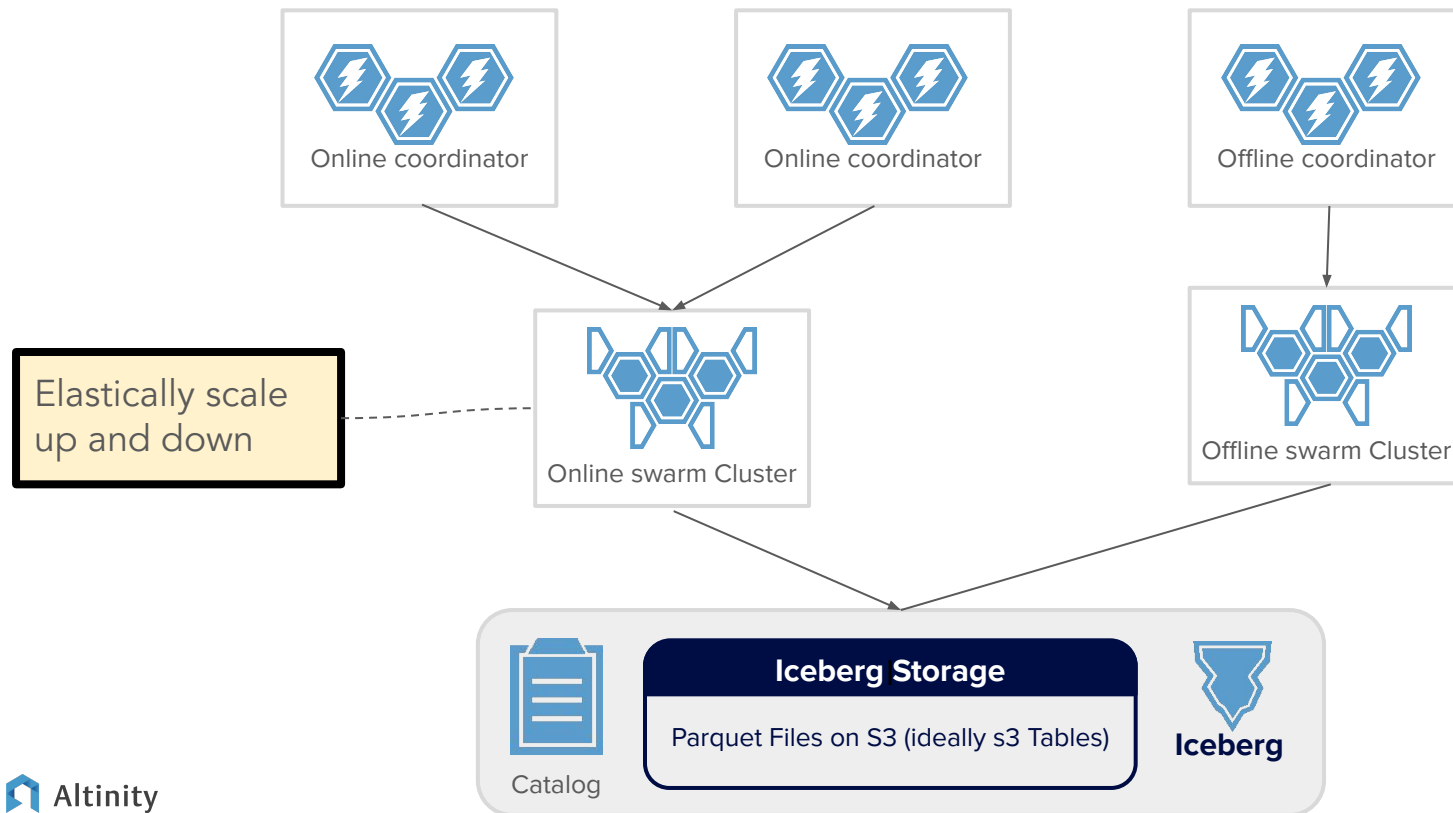 Online coordinator
Online coordinator
Offline coordinator
Elastically scale
up and down
Online swarm Cluster
Offline swarm Cluster
Iceberg Storage
Parquet Files on S3 (ideally s3 Tables)
Catalog
Iceberg
Altinity